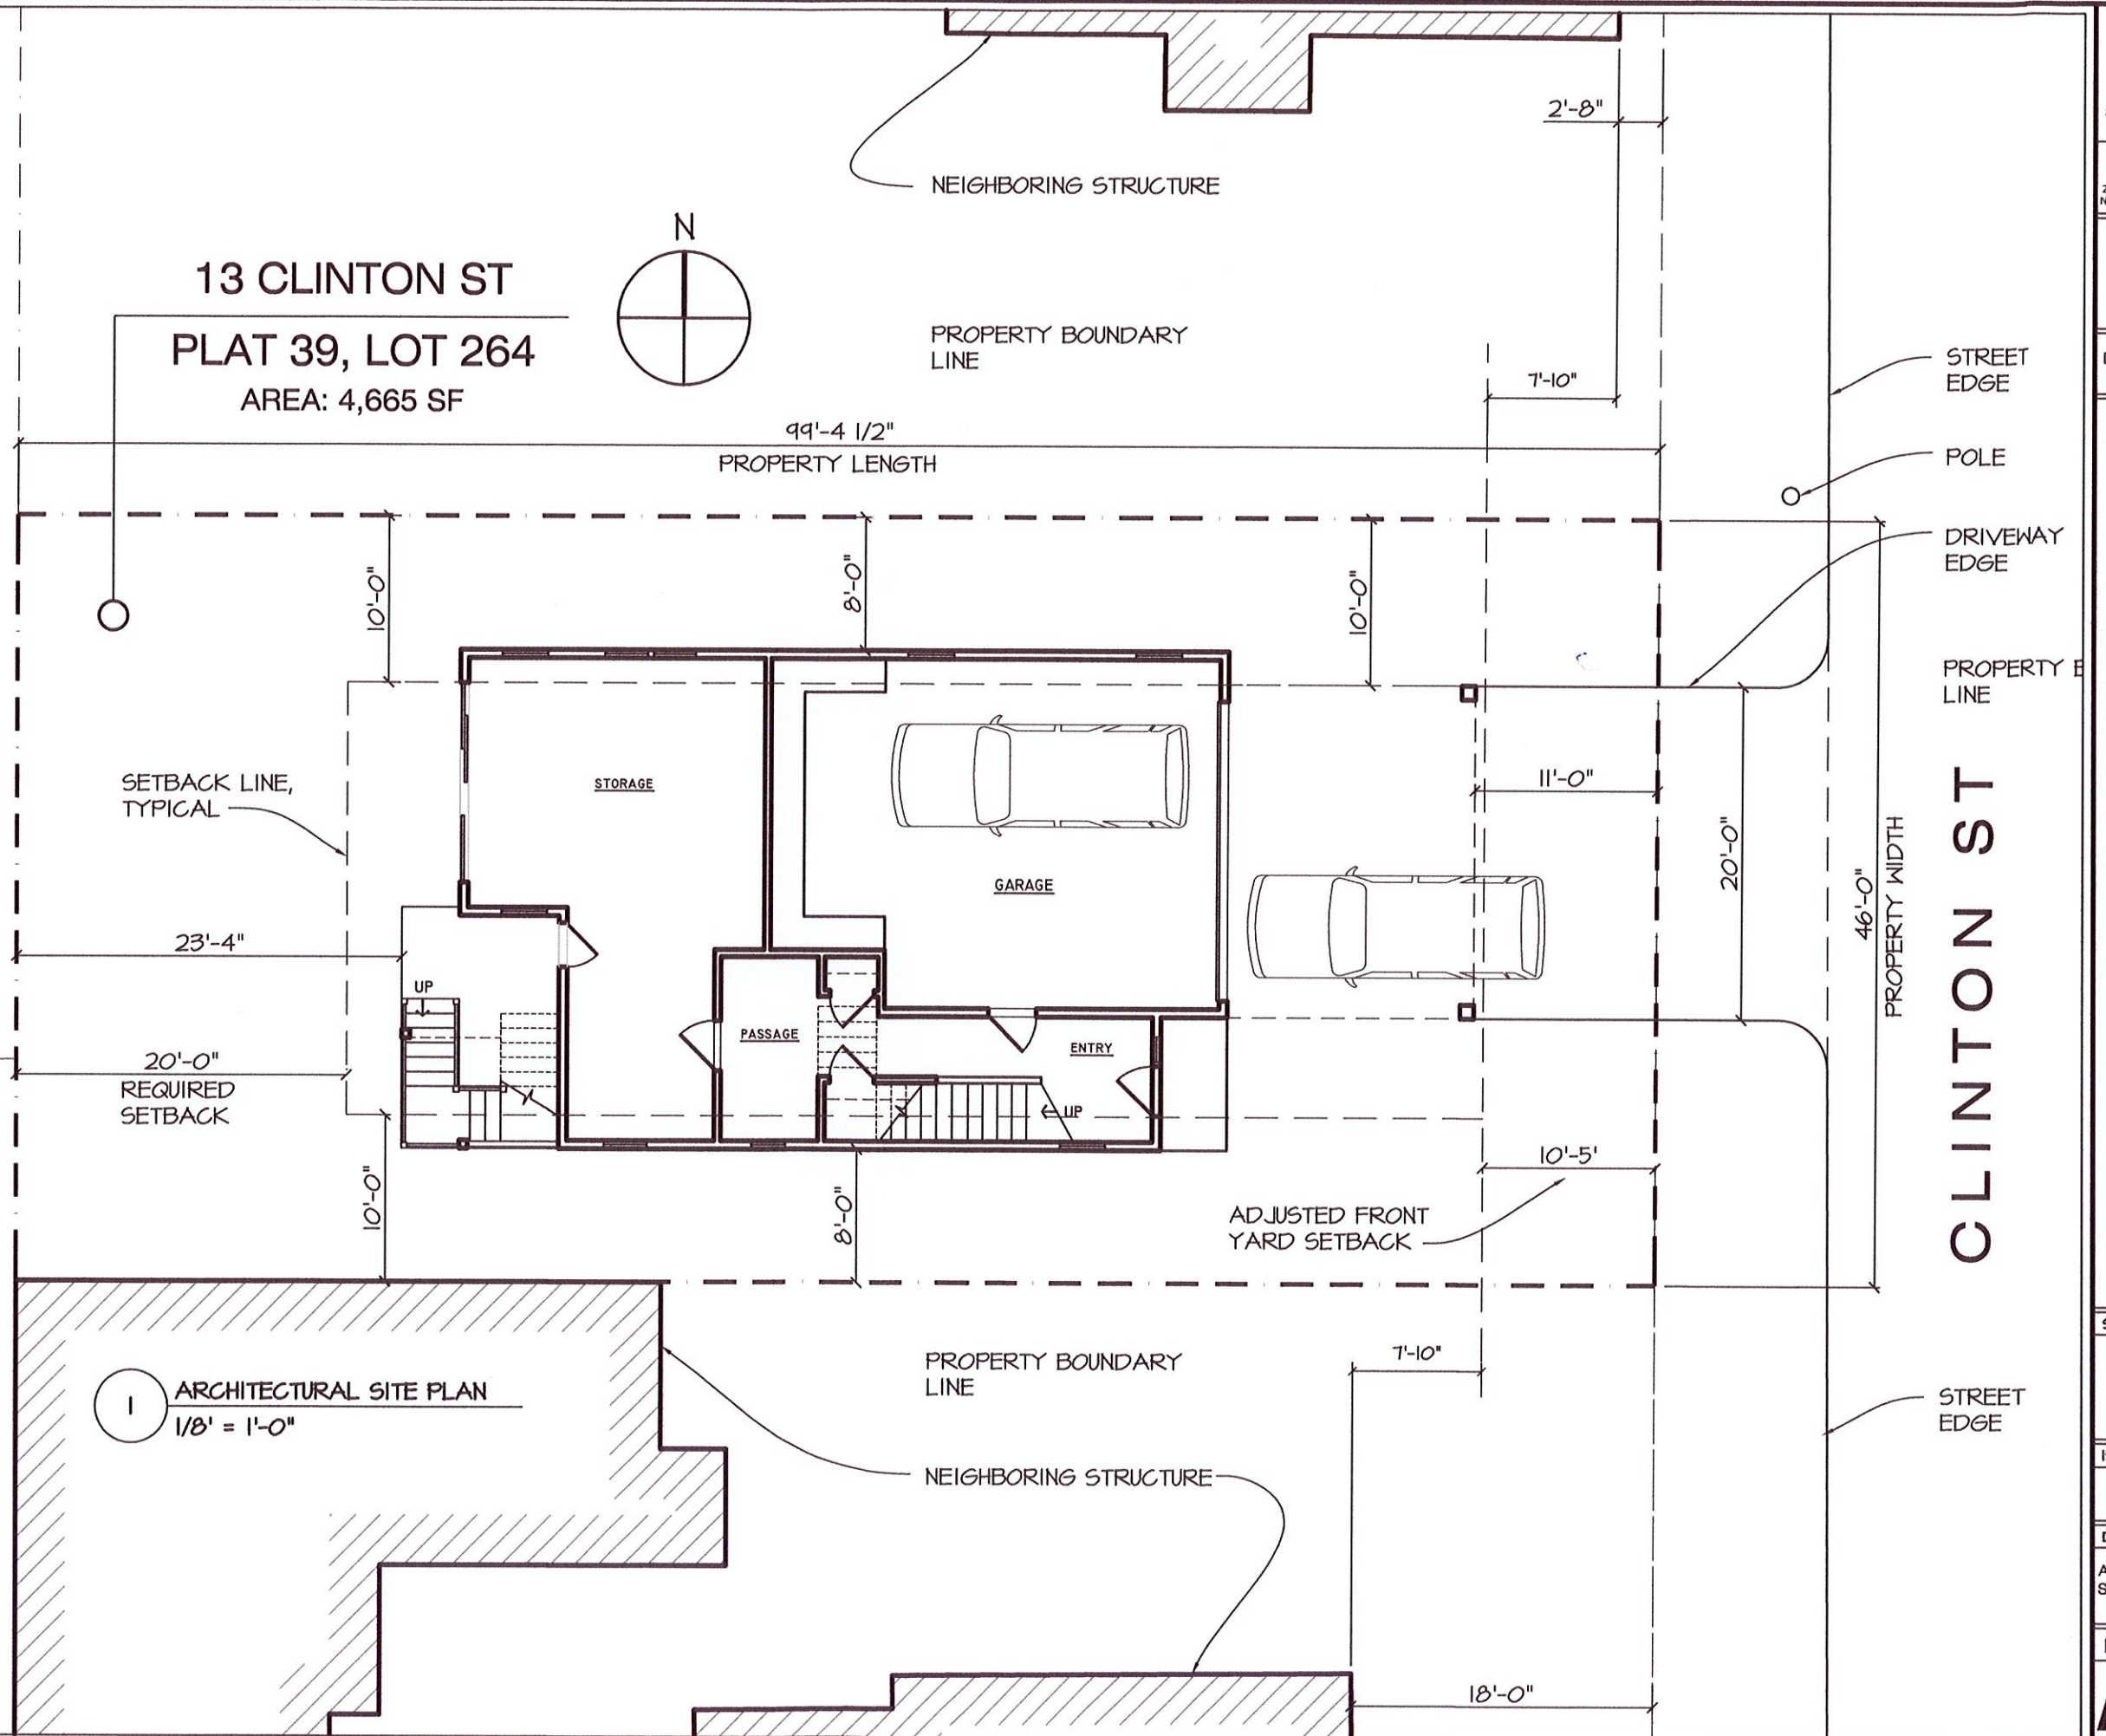 2'-8"
NEIGHBORING STRUCTURE
N
13 CLINTON ST
PLAT 39, LOT 264
AREA: 4,665 SF
PROPERTY BOUNDARY
LINE
STREET
EDGE
7'-10"
99'-4 1/2"
PROPERTY LENGTH
POLE
DRIVEWAY
EDGE
10'-0"
8'-0"
10'-0"
PROPERTY
LINE
SETBACK LINE,
TYPICAL
STORAGE
11'-0"
GARAGE
20'-0"
46'-0"
PROPERTY WIDTH
CLINTON ST
23'-4"
UP
PASSAGE
ENTRY
20'-0"
REQUIRED
SETBACK
UP
10'-5'
10'-0"
8'-0"
ADJUSTED FRONT
YARD SETBACK
PROPERTY BOUNDARY
LINE
7'-10"
1
ARCHITECTURAL SITE PLAN
1/8' = 1'-0"
STREET
EDGE
NEIGHBORING STRUCTURE
18'-0"